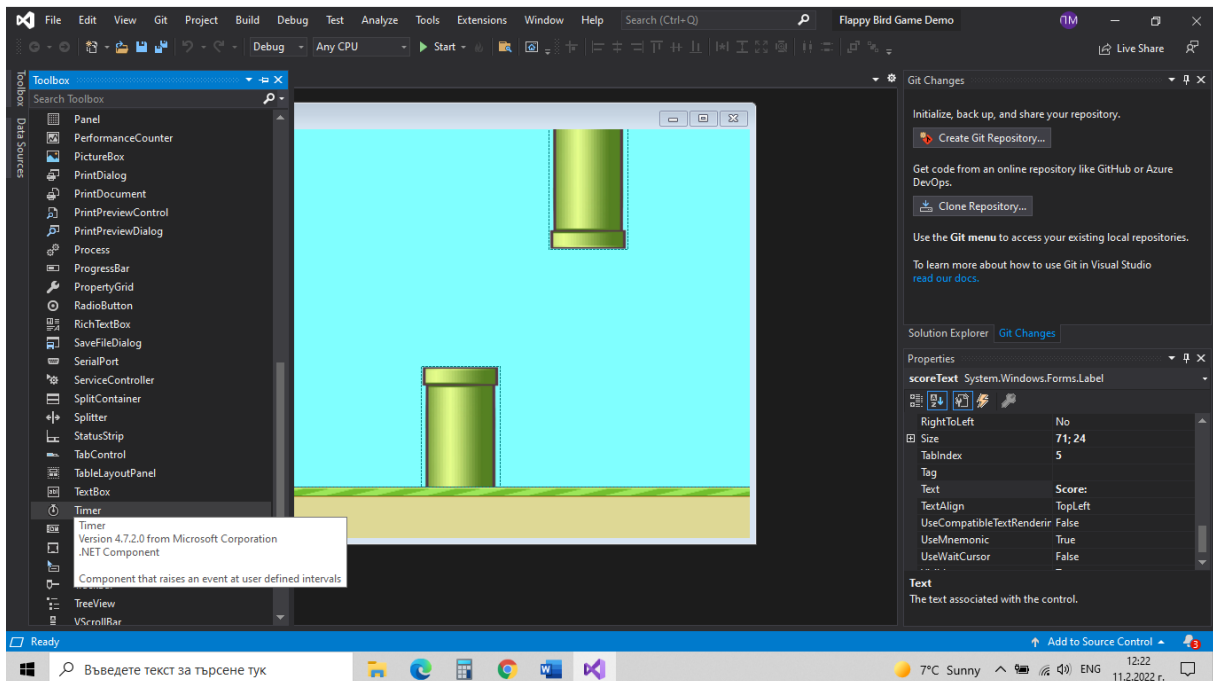 File Edit View Git Project Build Debug Test Analyze Tools Extensions Window Help Search (Ctrl+Q) Flappy Bird Game Demo ПМ
Debug Any CPU Start Live Share
Toolbox
Data Sources
Toolbox
Search Toolbox
Panel
PerformanceCounter
PictureBox
PrintDialog
PrintDocument
PrintPreviewControl
PrintPreviewDialog
Process
ProgressBar
PropertyGrid
RadioButton
RichTextBox
SaveFileDialog
SerialPort
ServiceController
SplitContainer
Splitter
StatusStrip
TabControl
TableLayoutPanel
TextBox
Timer
Timer
Version 4.7.2.0 from Microsoft Corporation
.NET Component
Component that raises an event at user defined intervals
TreeView
VScrollBar
Git Changes
Initialize, back up, and share your repository.
Create Git Repository...
Get code from an online repository like GitHub or Azure
DevOps.
Clone Repository...
Use the Git menu to access your existing local repositories.
To learn more about how to use Git in Visual Studio
read our docs.
Solution Explorer Git Changes
Properties
scoreText System.Windows.Forms.Label
RightToLeft No
Size 71; 24
TabIndex 5
Tag
Text Score:
TextAlign TopLeft
UseCompatibleTextRenderir False
UseMnemonic True
UseWaitCursor False
Text
The text associated with the control.
Ready Add to Source Control 3
Въведете текст за търсене тук 7°C Sunny ENG 12:22
11.2.2022 г.